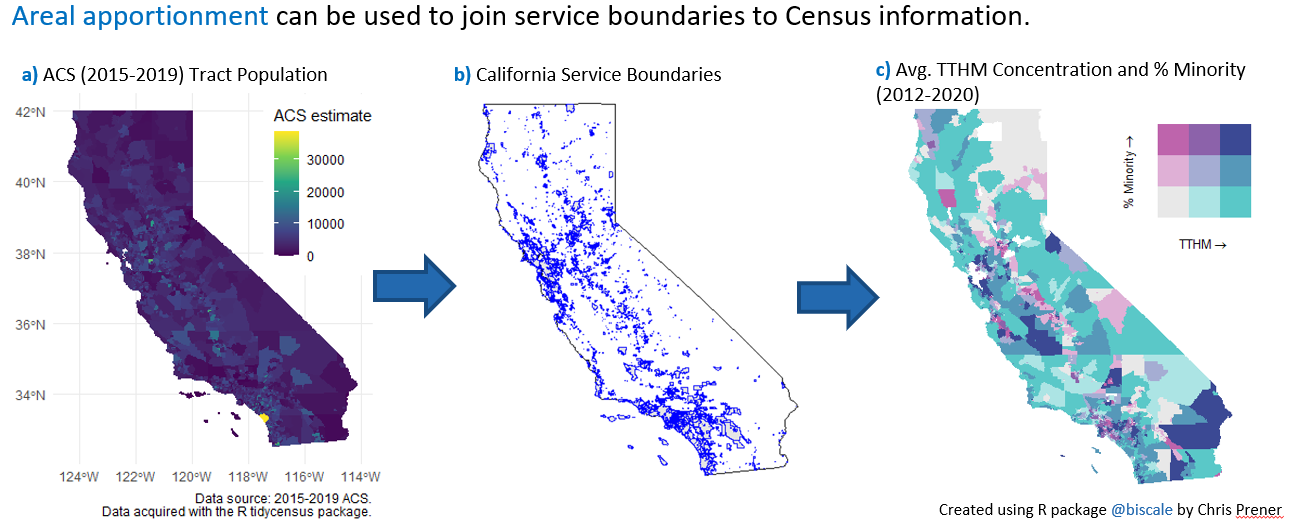 Areal apportionment can be used to join service boundaries to Census information.
a) ACS (2015-2019) Tract Population
b) California Service Boundaries
c) Avg. TTHM Concentration and % Minority
(2012-2020)
ACS estimate
30000
20000
10000
0
42°N
40°N
38°N
36°N
34°N
124°W 122°W 120°W 118°W 116°W 114°W
Data source: 2015-2019 ACS.
Data acquired with the R tidycensus package.
% Minority →
TTHM →
Created using R package @biscale by Chris Prener